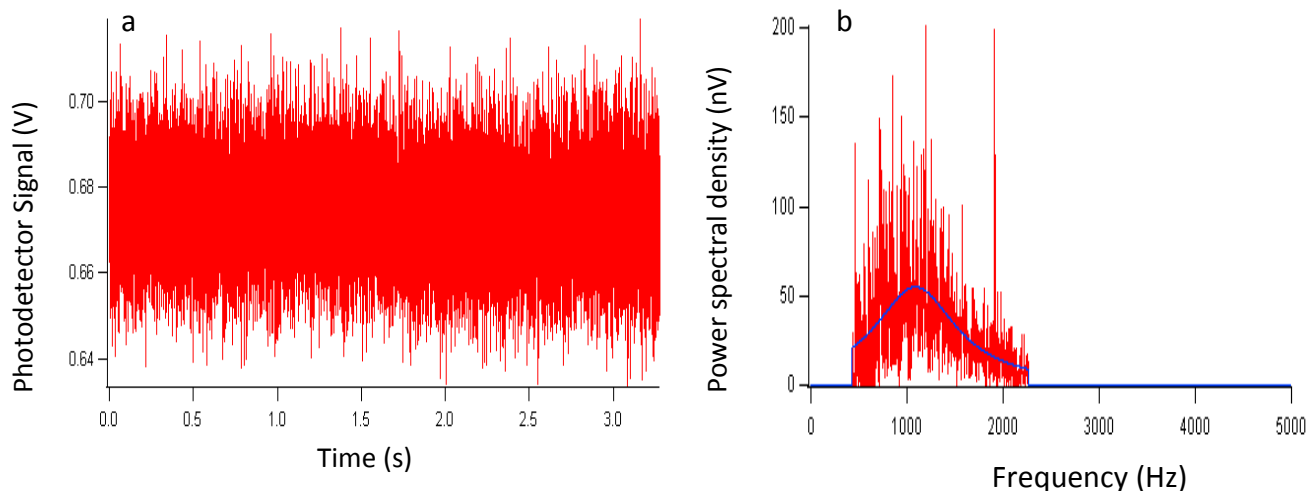 a
Photodetector Signal (V)
0.70
0.68
0.66
0.64
0.0 0.5 1.0 1.5 2.0 2.5 3.0
Time (s)
b
Power spectral density (nV)
200
150
100
50
0
0 1000 2000 3000 4000 5000
Frequency (Hz)